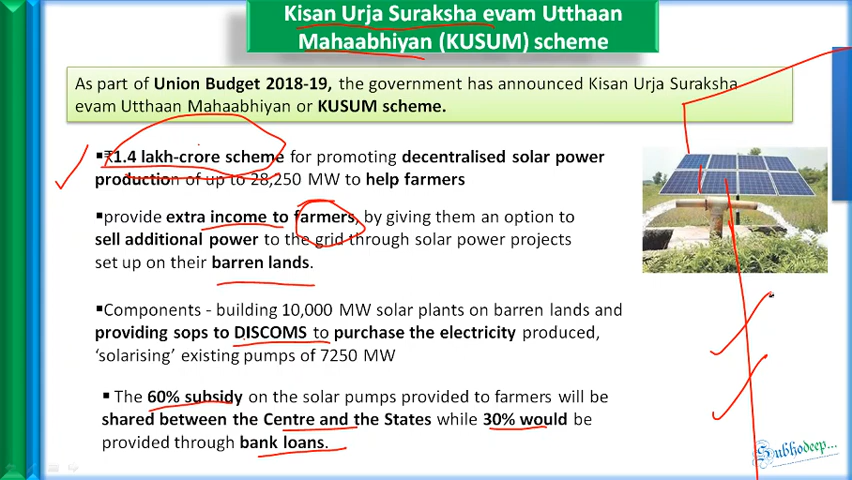 Kisan Urja Suraksha evam Utthaan
Mahaabhiyan (KUSUM) scheme
As part of Union Budget 2018-19, the government has announced Kisan Urja Suraksha
evam Utthaan Mahaabhiyan or KUSUM scheme.
▪₹1.4 lakh-crore scheme for promoting decentralised solar power
production of up to 28,250 MW to help farmers
▪provide extra income to farmers, by giving them an option to
sell additional power to the grid through solar power projects
set up on their barren lands.
▪Components - building 10,000 MW solar plants on barren lands and
providing sops to DISCOMS to purchase the electricity produced,
‘solarising’ existing pumps of 7250 MW
▪ The 60% subsidy on the solar pumps provided to farmers will be
shared between the Centre and the States while 30% would be
provided through bank loans.
Subhodeep...